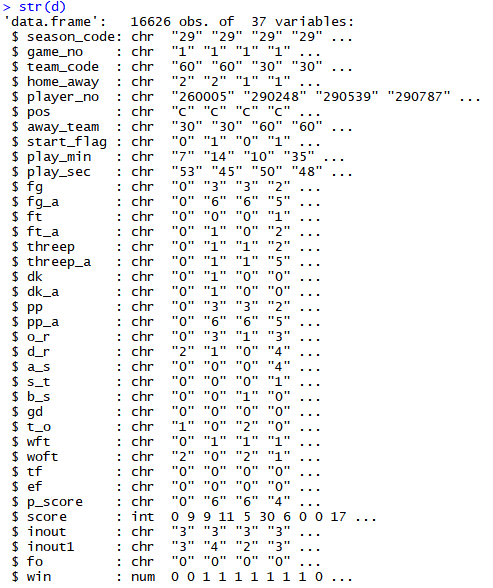 > str(d)
'data.frame':   16626 obs. of  37 variables:
 $ season_code: chr  "29" "29" "29" "29" ...
 $ game_no    : chr  "1" "1" "1" "1" ...
 $ team_code  : chr  "60" "60" "30" "30" ...
 $ home_away  : chr  "2" "2" "1" "1" ...
 $ player_no  : chr  "260005" "290248" "290539" "290787" ...
 $ pos        : chr  "C" "C" "C" "C" ...
 $ away_team  : chr  "30" "30" "60" "60" ...
 $ start_flag : chr  "0" "1" "0" "1" ...
 $ play_min   : chr  "7" "14" "10" "35" ...
 $ play_sec   : chr  "53" "45" "50" "48" ...
 $ fg         : chr  "0" "3" "3" "2" ...
 $ fg_a       : chr  "0" "6" "6" "5" ...
 $ ft         : chr  "0" "0" "0" "1" ...
 $ ft_a       : chr  "0" "1" "0" "2" ...
 $ threep     : chr  "0" "1" "1" "2" ...
 $ threep_a   : chr  "0" "1" "1" "5" ...
 $ dk         : chr  "0" "1" "0" "0" ...
 $ dk_a       : chr  "0" "1" "0" "0" ...
 $ pp         : chr  "0" "3" "3" "2" ...
 $ pp_a       : chr  "0" "6" "6" "5" ...
 $ o_r        : chr  "0" "3" "1" "3" ...
 $ d_r        : chr  "2" "1" "0" "4" ...
 $ a_s        : chr  "0" "0" "0" "4" ...
 $ s_t        : chr  "0" "0" "0" "1" ...
 $ b_s        : chr  "0" "0" "1" "0" ...
 $ gd         : chr  "0" "0" "0" "0" ...
 $ t_o        : chr  "1" "0" "2" "0" ...
 $ wft        : chr  "0" "1" "1" "1" ...
 $ woft       : chr  "2" "0" "2" "1" ...
 $ tf         : chr  "0" "0" "0" "0" ...
 $ ef         : chr  "0" "0" "0" "0" ...
 $ p_score    : chr  "0" "6" "6" "4" ...
 $ score      : int  0 9 9 11 5 30 6 0 0 17 ...
 $ inout      : chr  "3" "3" "3" "3" ...
 $ inout1     : chr  "3" "4" "2" "3" ...
 $ fo         : chr  "0" "0" "0" "0" ...
 $ win        : num  0 0 1 1 1 1 1 1 1 0 ...